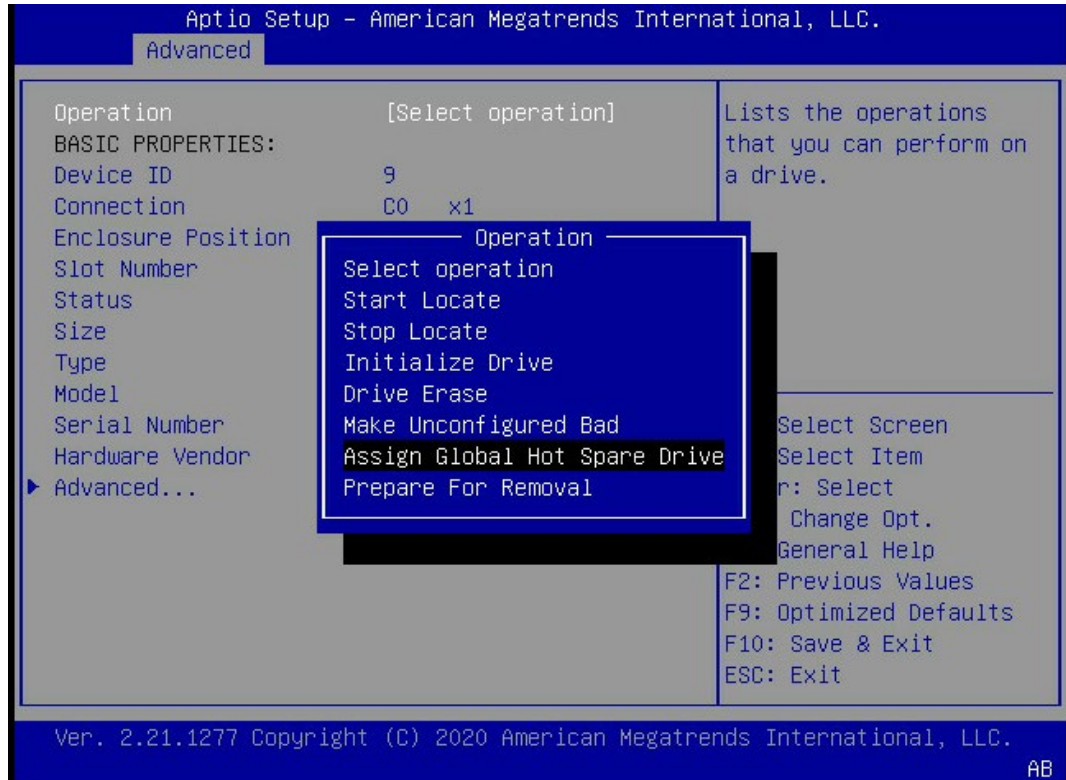 Aptio Setup – American Megatrends International, LLC.
Advanced
Operation [Select operation]
BASIC PROPERTIES:
Device ID 9
Connection C0 x1
Enclosure Position
Slot Number
Status
Size
Type
Model
Serial Number
Hardware Vendor
Advanced...
Operation
Select operation
Start Locate
Stop Locate
Initialize Drive
Drive Erase
Make Unconfigured Bad
Assign Global Hot Spare Drive
Prepare For Removal
Lists the operations
that you can perform on
a drive.
Select Screen
Select Item
r: Select
Change Opt.
General Help
F2: Previous Values
F9: Optimized Defaults
F10: Save & Exit
ESC: Exit
Ver. 2.21.1277 Copyright (C) 2020 American Megatrends International, LLC.
AB